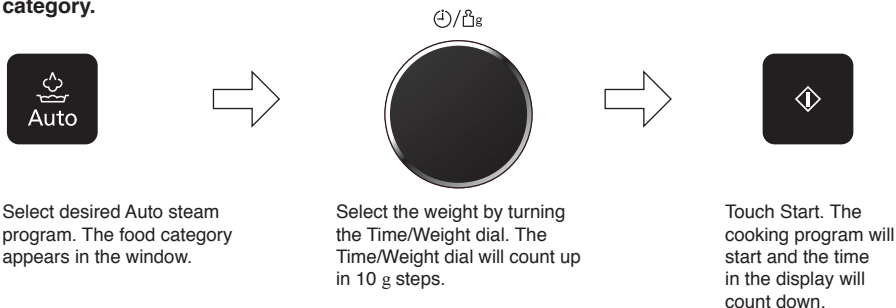 category.
/g
Auto
Select desired Auto steam
program. The food category
appears in the window.
Select the weight by turning
the Time/Weight dial. The
Time/Weight dial will count up
in 10 g steps.
Touch Start. The
cooking program will
start and the time
in the display will
count down.